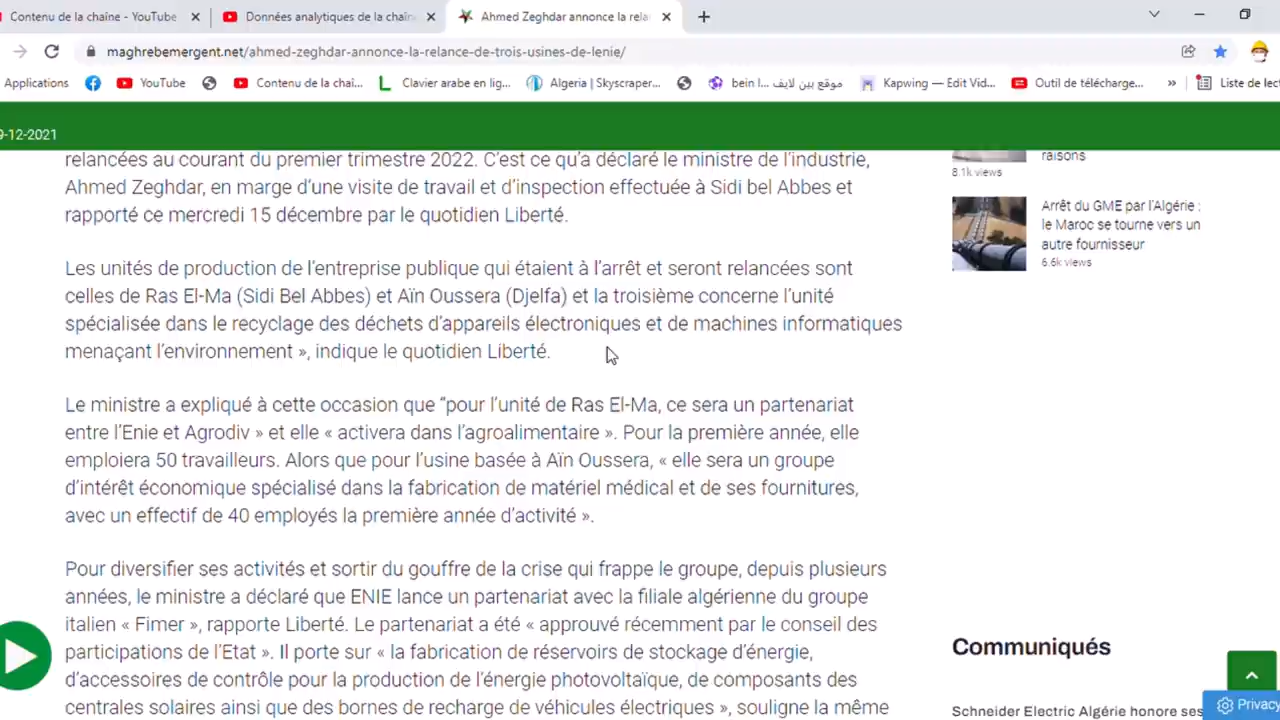 Contenu de la chaîne - YouTube
Données analytiques de la chaîn
Ahmed Zeghdar annonce la rela
maghrebemergent.net/ahmed-zeghdar-annonce-la-relance-de-trois-usines-de-lenie/
Applications
YouTube
Contenu de la chaî...
Clavier arabe en lig...
Algeria | Skyscraper...
bein l... موقع بين لايف
Kapwing — Edit Vid...
Outil de télécharge...
»
Liste de lect
9-12-2021
relancées au courant du premier trimestre 2022. C'est ce qu'a déclaré le ministre de l'industrie,
Ahmed Zeghdar, en marge d'une visite de travail et d'inspection effectuée à Sidi bel Abbes et
rapporté ce mercredi 15 décembre par le quotidien Liberté.
Les unités de production de l'entreprise publique qui étaient à l'arrêt et seront relancées sont
celles de Ras El-Ma (Sidi Bel Abbes) et Aïn Oussera (Djelfa) et la troisième concerne l'unité
spécialisée dans le recyclage des déchets d'appareils électroniques et de machines informatiques
menaçant l'environnement », indique le quotidien Liberté.
Le ministre a expliqué à cette occasion que “pour l'unité de Ras El-Ma, ce sera un partenariat
entre l'Enie et Agrodiv » et elle « activera dans l'agroalimentaire ». Pour la première année, elle
emploiera 50 travailleurs. Alors que pour l'usine basée à Aïn Oussera, « elle sera un groupe
d'intérêt économique spécialisé dans la fabrication de matériel médical et de ses fournitures,
avec un effectif de 40 employés la première année d'activité ».
Pour diversifier ses activités et sortir du gouffre de la crise qui frappe le groupe, depuis plusieurs
années, le ministre a déclaré que ENIE lance un partenariat avec la filiale algérienne du groupe
italien « Fimer », rapporte Liberté. Le partenariat a été « approuvé récemment par le conseil des
participations de l'Etat ». Il porte sur « la fabrication de réservoirs de stockage d'énergie,
d'accessoires de contrôle pour la production de l'énergie photovoltaïque, de composants des
centrales solaires ainsi que des bornes de recharge de véhicules électriques », souligne la même
raisons
8.1k views
Arrêt du GME par l'Algérie :
le Maroc se tourne vers un
autre fournisseur
6.6k views
Communiqués
Schneider Electric Algérie honore ses
Privacy